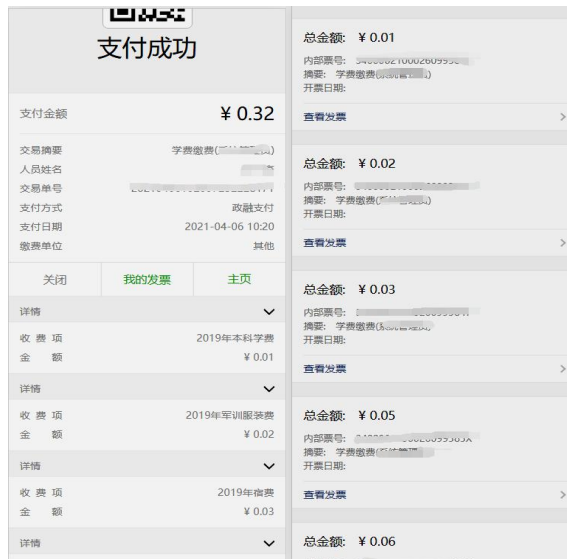 支付成功
支付金额 ¥ 0.32
交易摘要 学费缴费(
人员姓名
交易单号
支付方式 政融支付
支付日期 2021-04-06 10:20
缴费单位 其他
关闭 我的发票 主页
详情
收 费 项 2019年本科学费
金 额 ¥ 0.01
详情
收 费 项 2019年军训服装费
金 额 ¥ 0.02
详情
收 费 项 2019年宿费
金 额 ¥ 0.03
详情
总金额: ¥ 0.01
内部票号:
摘要: 学费缴费(
开票日期:
查看发票
总金额: ¥ 0.02
内部票号:
摘要: 学费缴费(
开票日期:
查看发票
总金额: ¥ 0.03
内部票号:
摘要: 学费缴费(
开票日期:
查看发票
总金额: ¥ 0.05
内部票号:
摘要: 学费缴费(
开票日期:
查看发票
总金额: ¥ 0.06